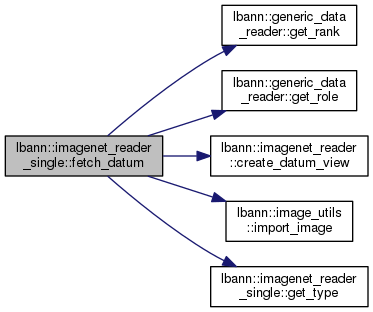 lbann::imagenet_reader
_single::fetch_datum
lbann::generic_data
_reader::get_rank
lbann::generic_data
_reader::get_role
lbann::imagenet_reader
::create_datum_view
lbann::image_utils
::import_image
lbann::imagenet_reader
_single::get_type